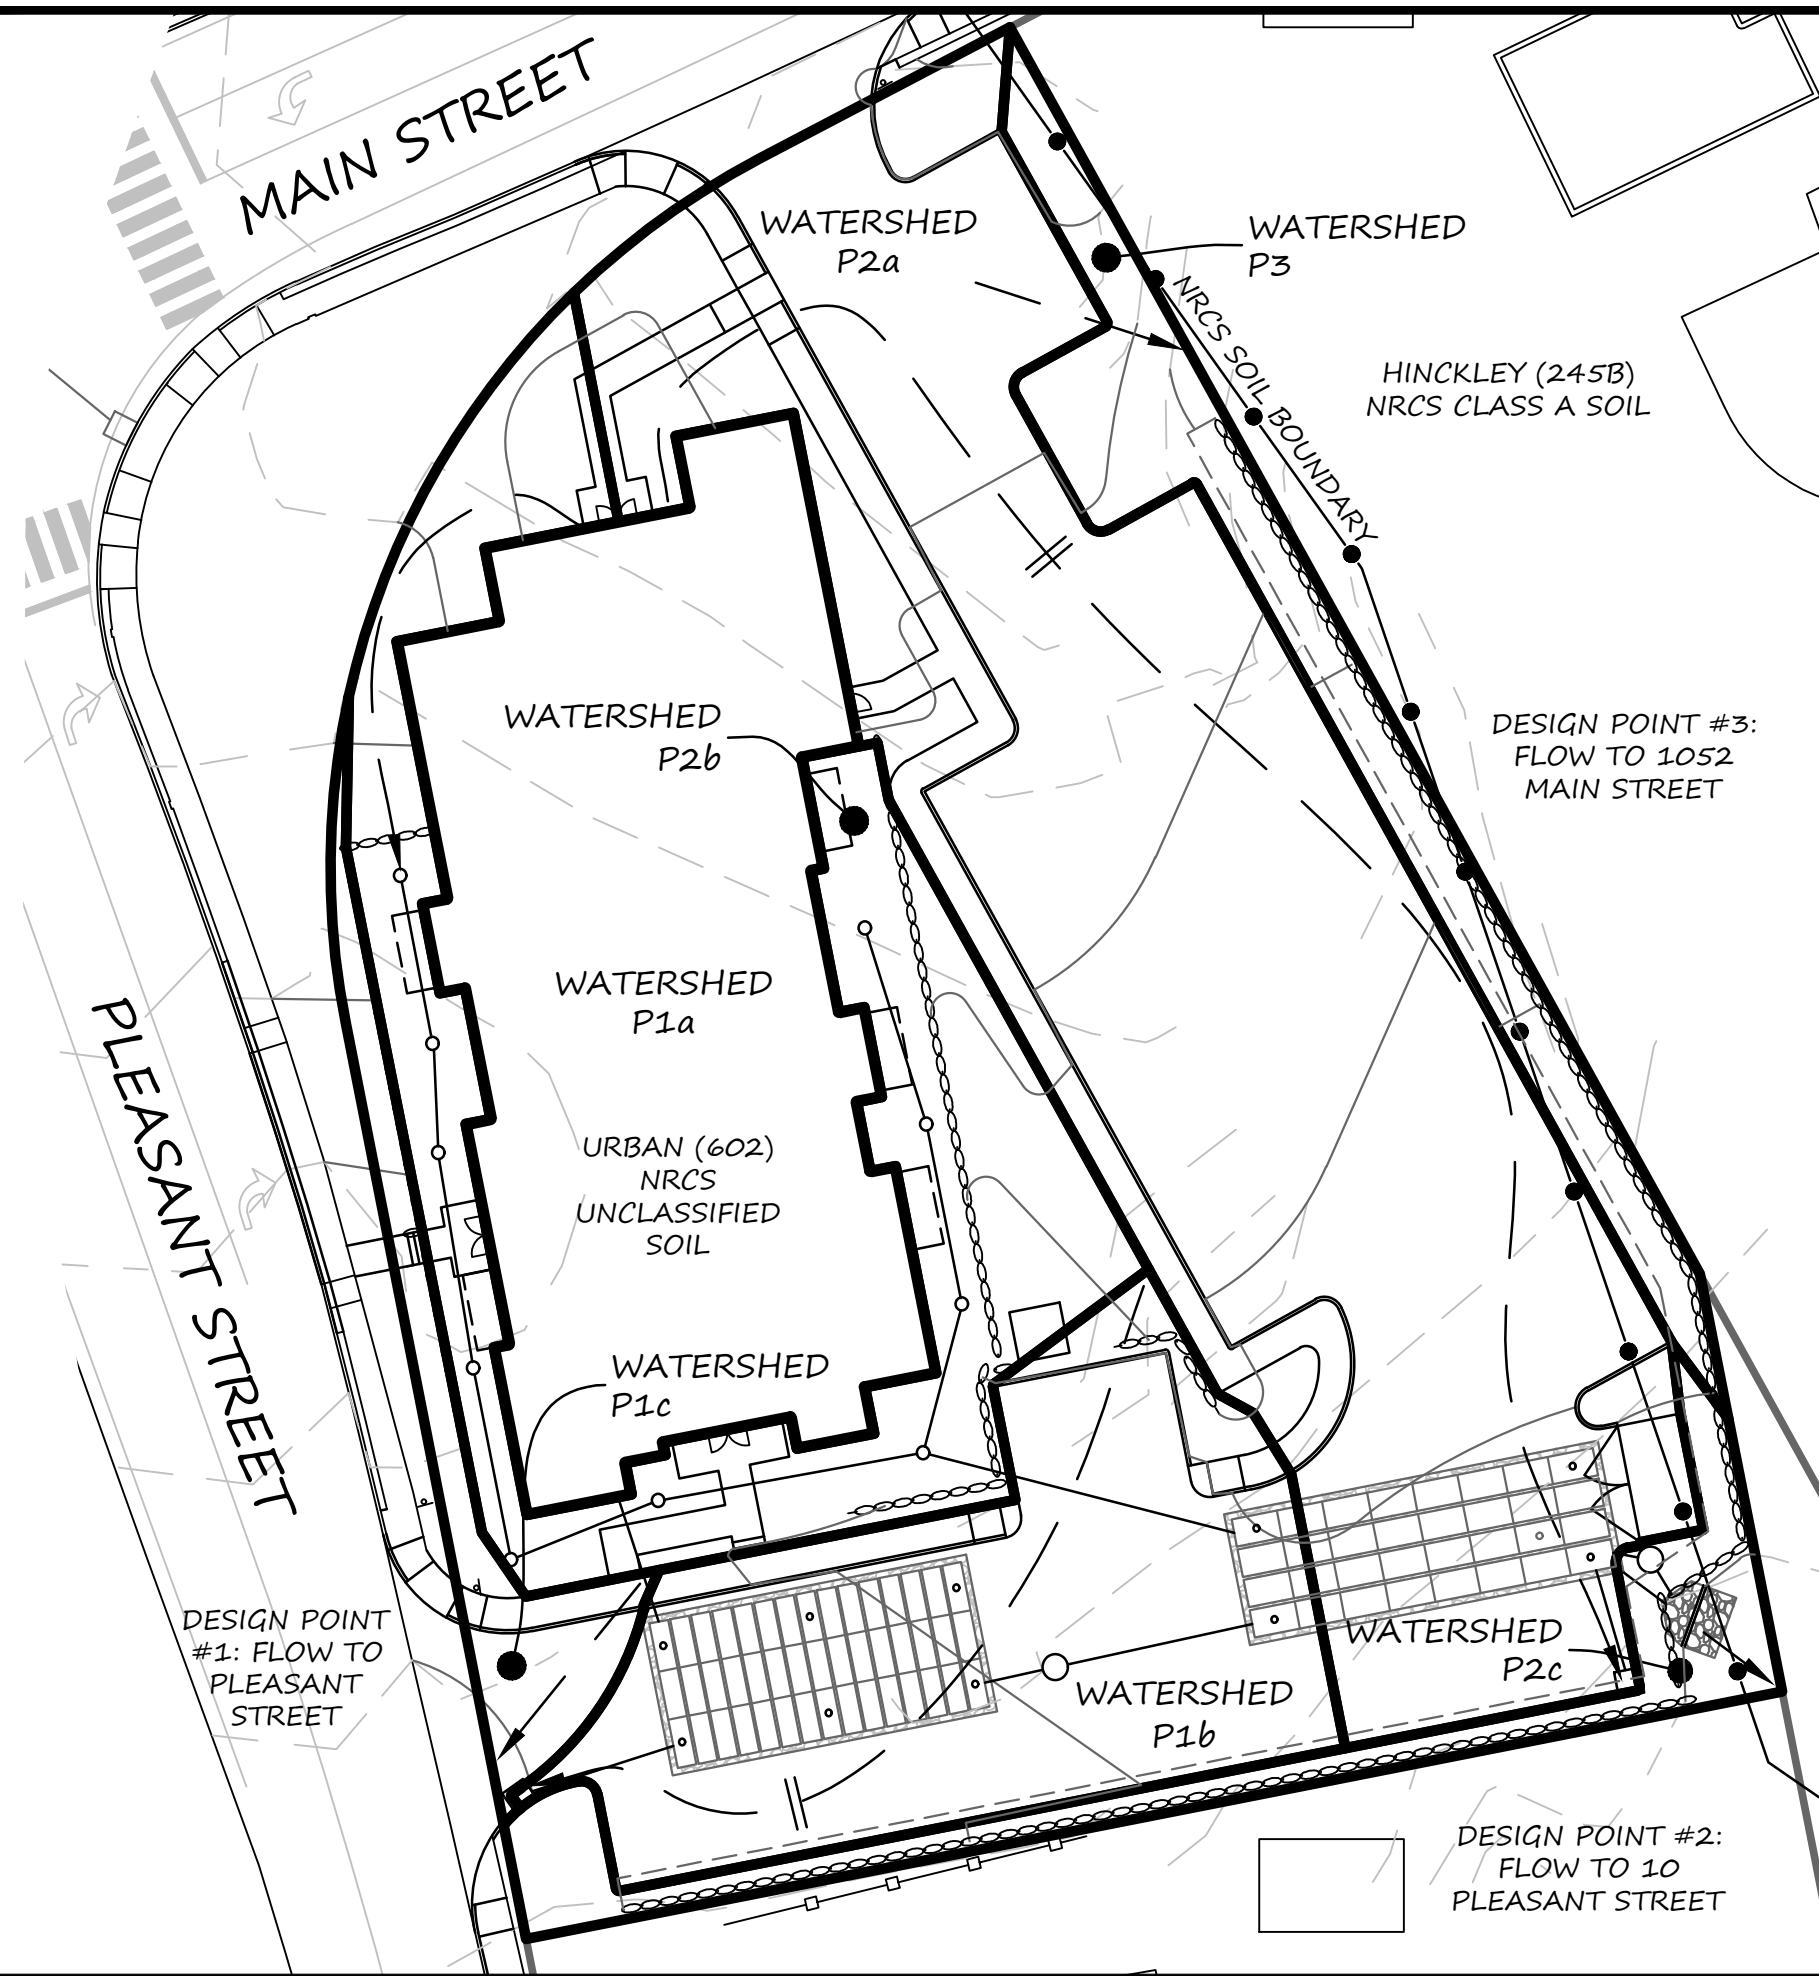 MAIN STREET
WATERSHED
P2a
WATERSHED
P3
NRCS SOIL BOUNDARY
HINCKLEY (245B)
NRCS CLASS A SOIL
WATERSHED
P2b
DESIGN POINT #3:
FLOW TO 1052
MAIN STREET
WATERSHED
P1a
PLEASANT STREET
URBAN (602)
NRCS
UNCLASSIFIED
SOIL
WATERSHED
P1c
DESIGN POINT
#1: FLOW TO
PLEASANT
STREET
WATERSHED
P2c
WATERSHED
P1b
DESIGN POINT #2:
FLOW TO 10
PLEASANT STREET